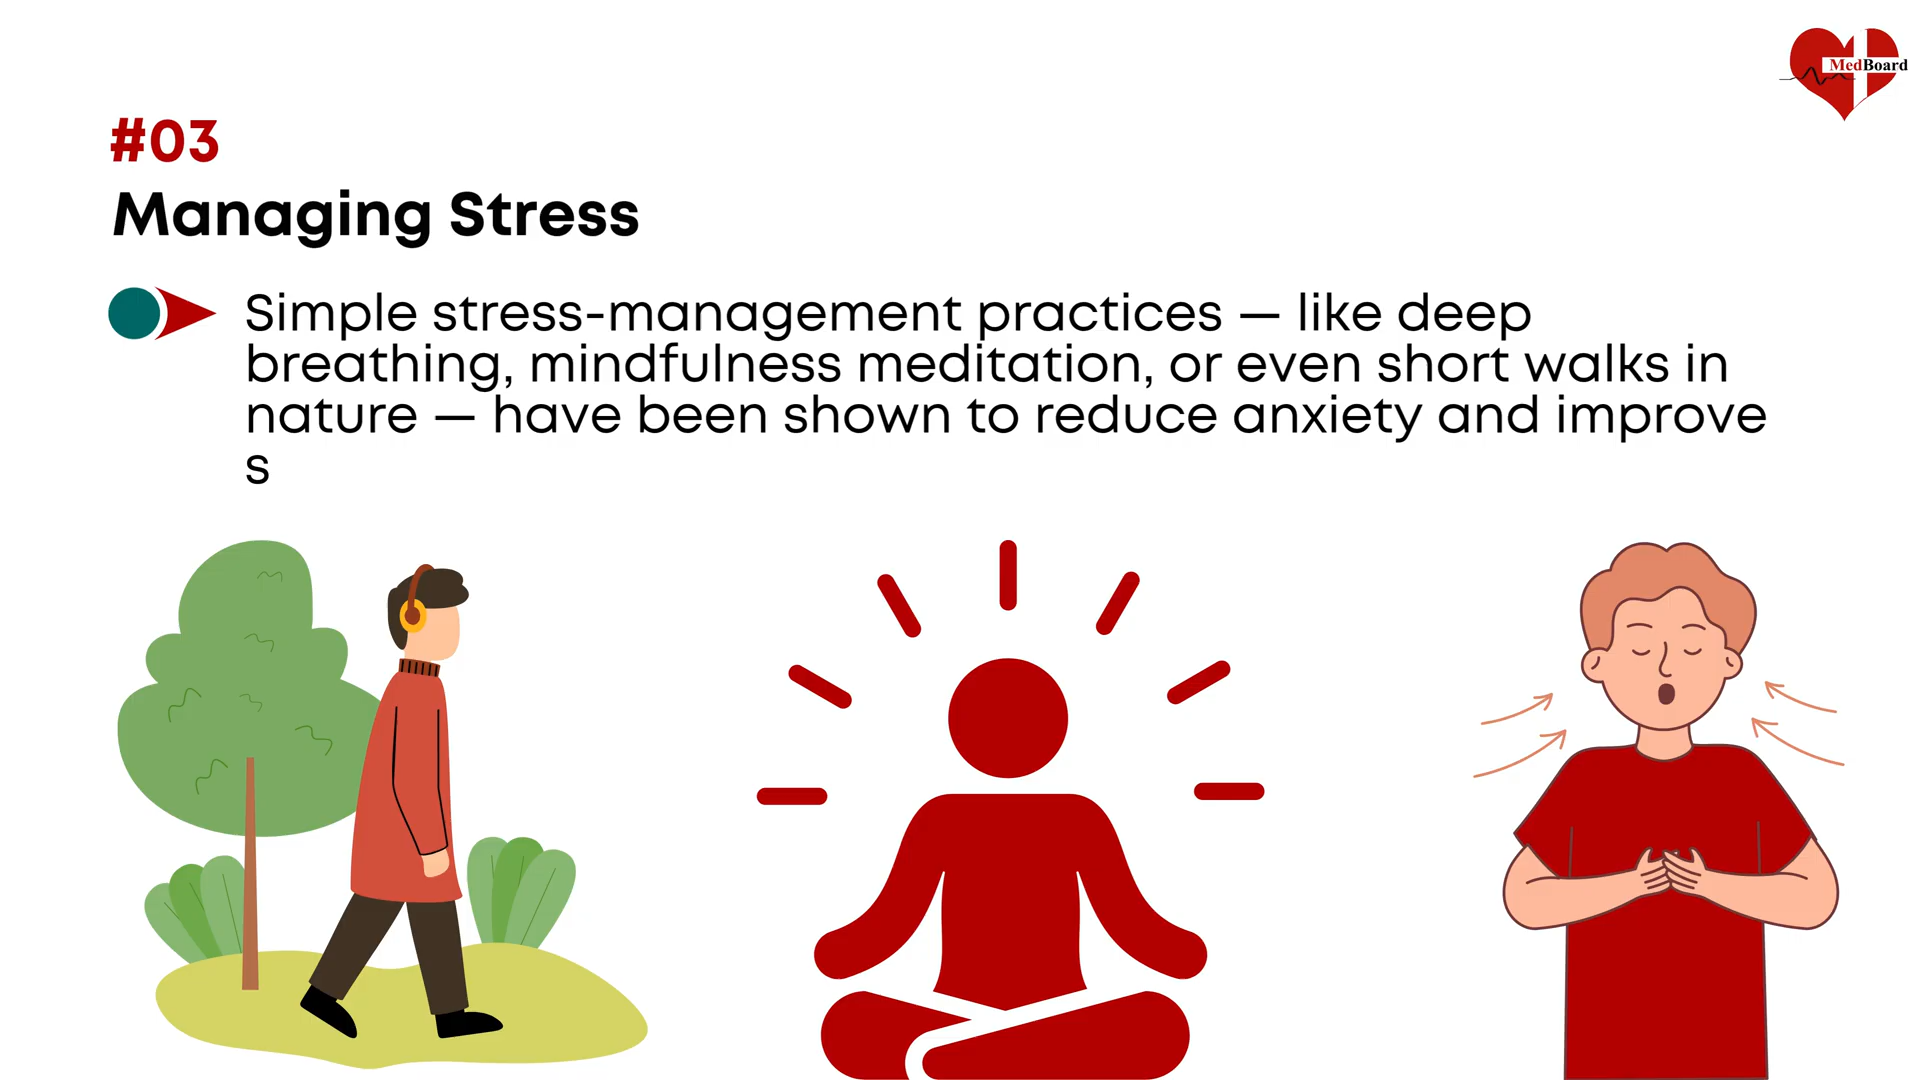 MedBoard
#03
Managing Stress
Simple stress-management practices — like deep
breathing, mindfulness meditation, or even short walks in
nature — have been shown to reduce anxiety and improve
s